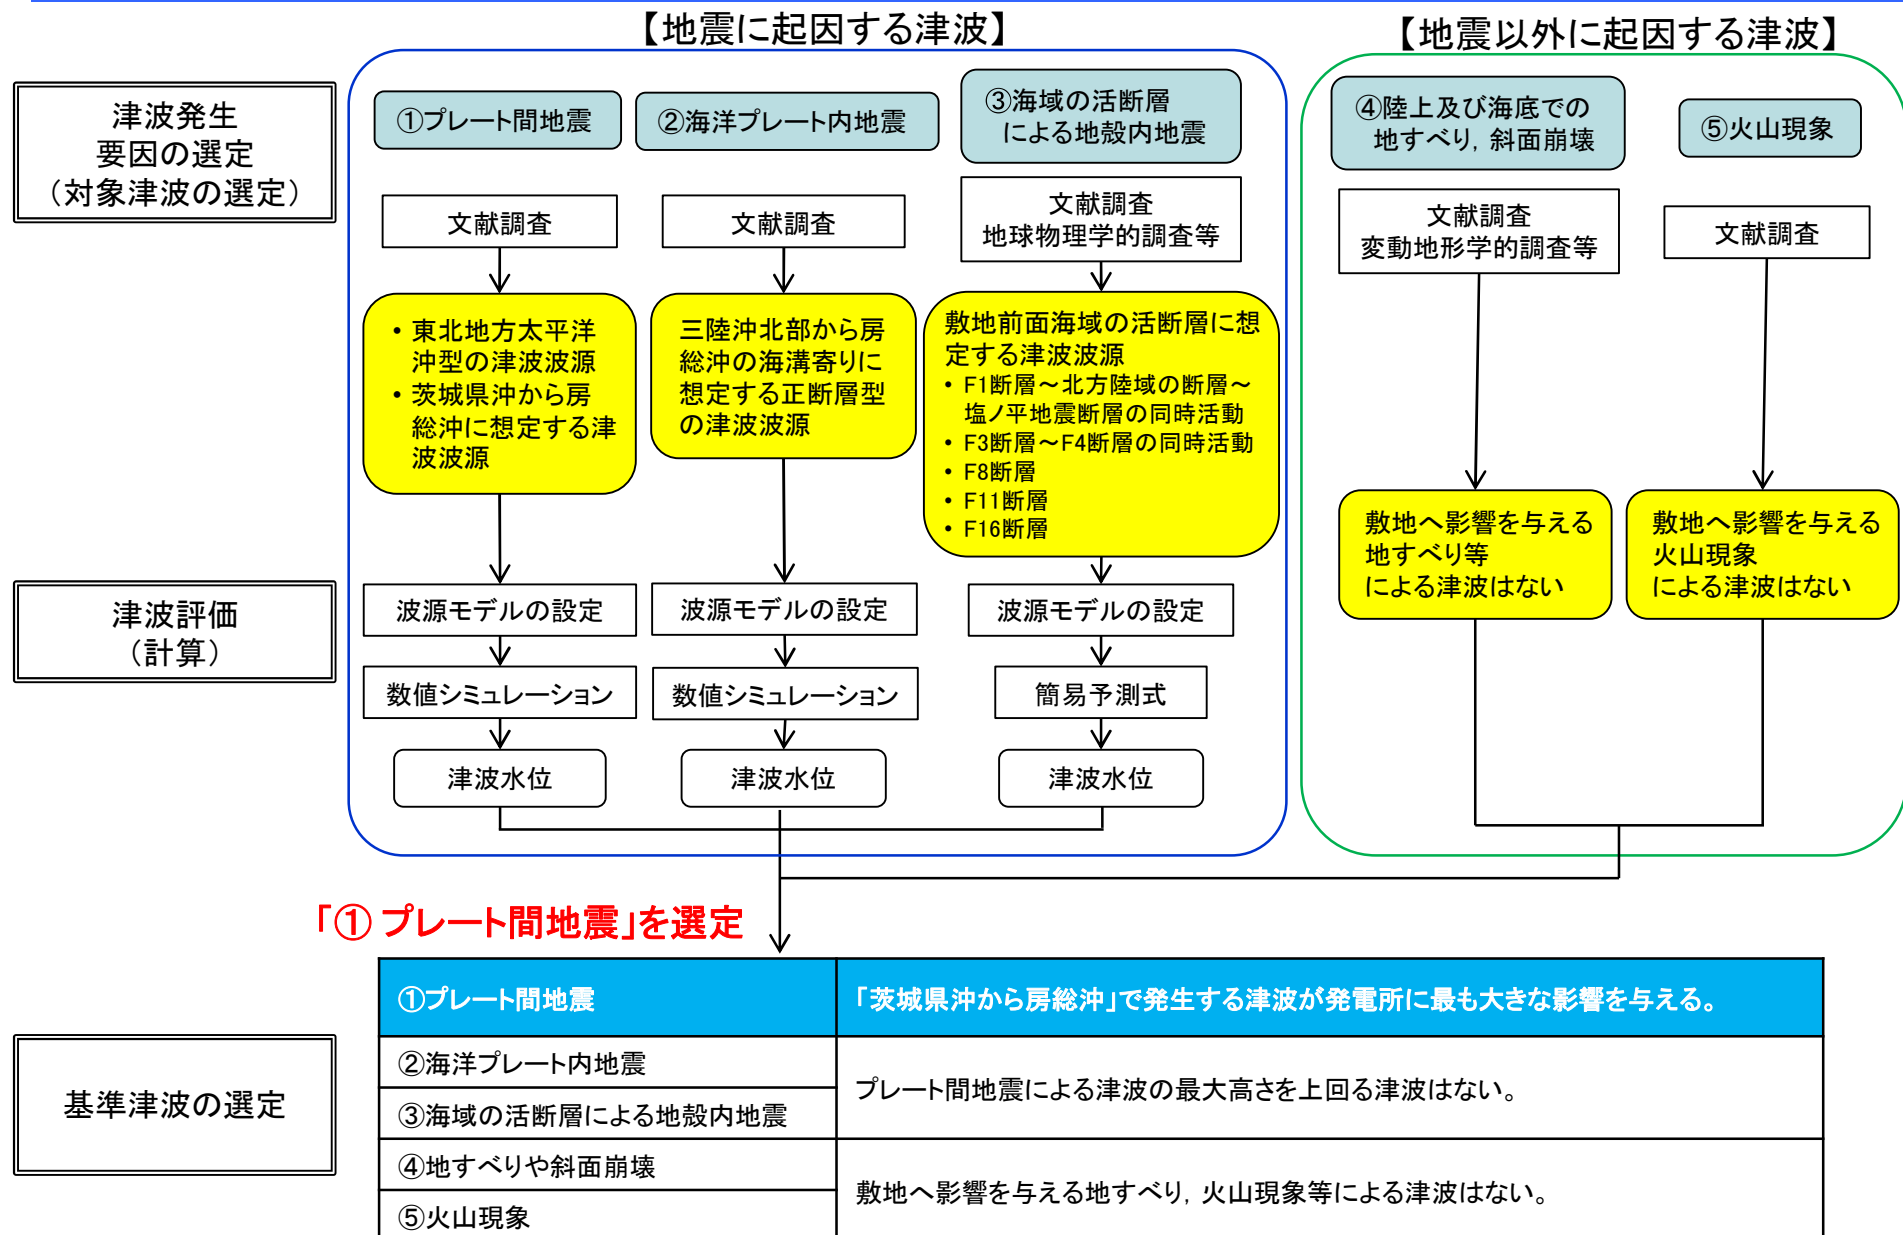 【地震に起因する津波】
【地震以外に起因する津波】
津波発生
要因の選定
（対象津波の選定）
①プレート間地震
②海洋プレート内地震
③海域の活断層
による地殻内地震
④陸上及び海底での
地すべり，斜面崩壊
⑤火山現象
文献調査
文献調査
文献調査
地球物理学的調査等
文献調査
変動地形学的調査等
文献調査
・東北地方太平洋
沖型の津波波源
・茨城県沖から房
総沖に想定する津
波波源
三陸沖北部から房
総沖の海溝寄りに
想定する正断層型
の津波波源
敷地前面海域の活断層に想
定する津波波源
・F1断層～北方陸域の断層～
塩ノ平地震断層の同時活動
・F3断層～F4断層の同時活動
・F8断層
・F11断層
・F16断層
敷地へ影響を与える
地すべり等
による津波はない
敷地へ影響を与える
火山現象
による津波はない
津波評価
（計算）
波源モデルの設定
波源モデルの設定
波源モデルの設定
数値シミュレーション
数値シミュレーション
簡易予測式
津波水位
津波水位
津波水位
「① プレート間地震」を選定
基準津波の選定
①プレート間地震
「茨城県沖から房総沖」で発生する津波が発電所に最も大きな影響を与える。
②海洋プレート内地震
③海域の活断層による地殻内地震
プレート間地震による津波の最大高さを上回る津波はない。
④地すべりや斜面崩壊
⑤火山現象
敷地へ影響を与える地すべり，火山現象等による津波はない。